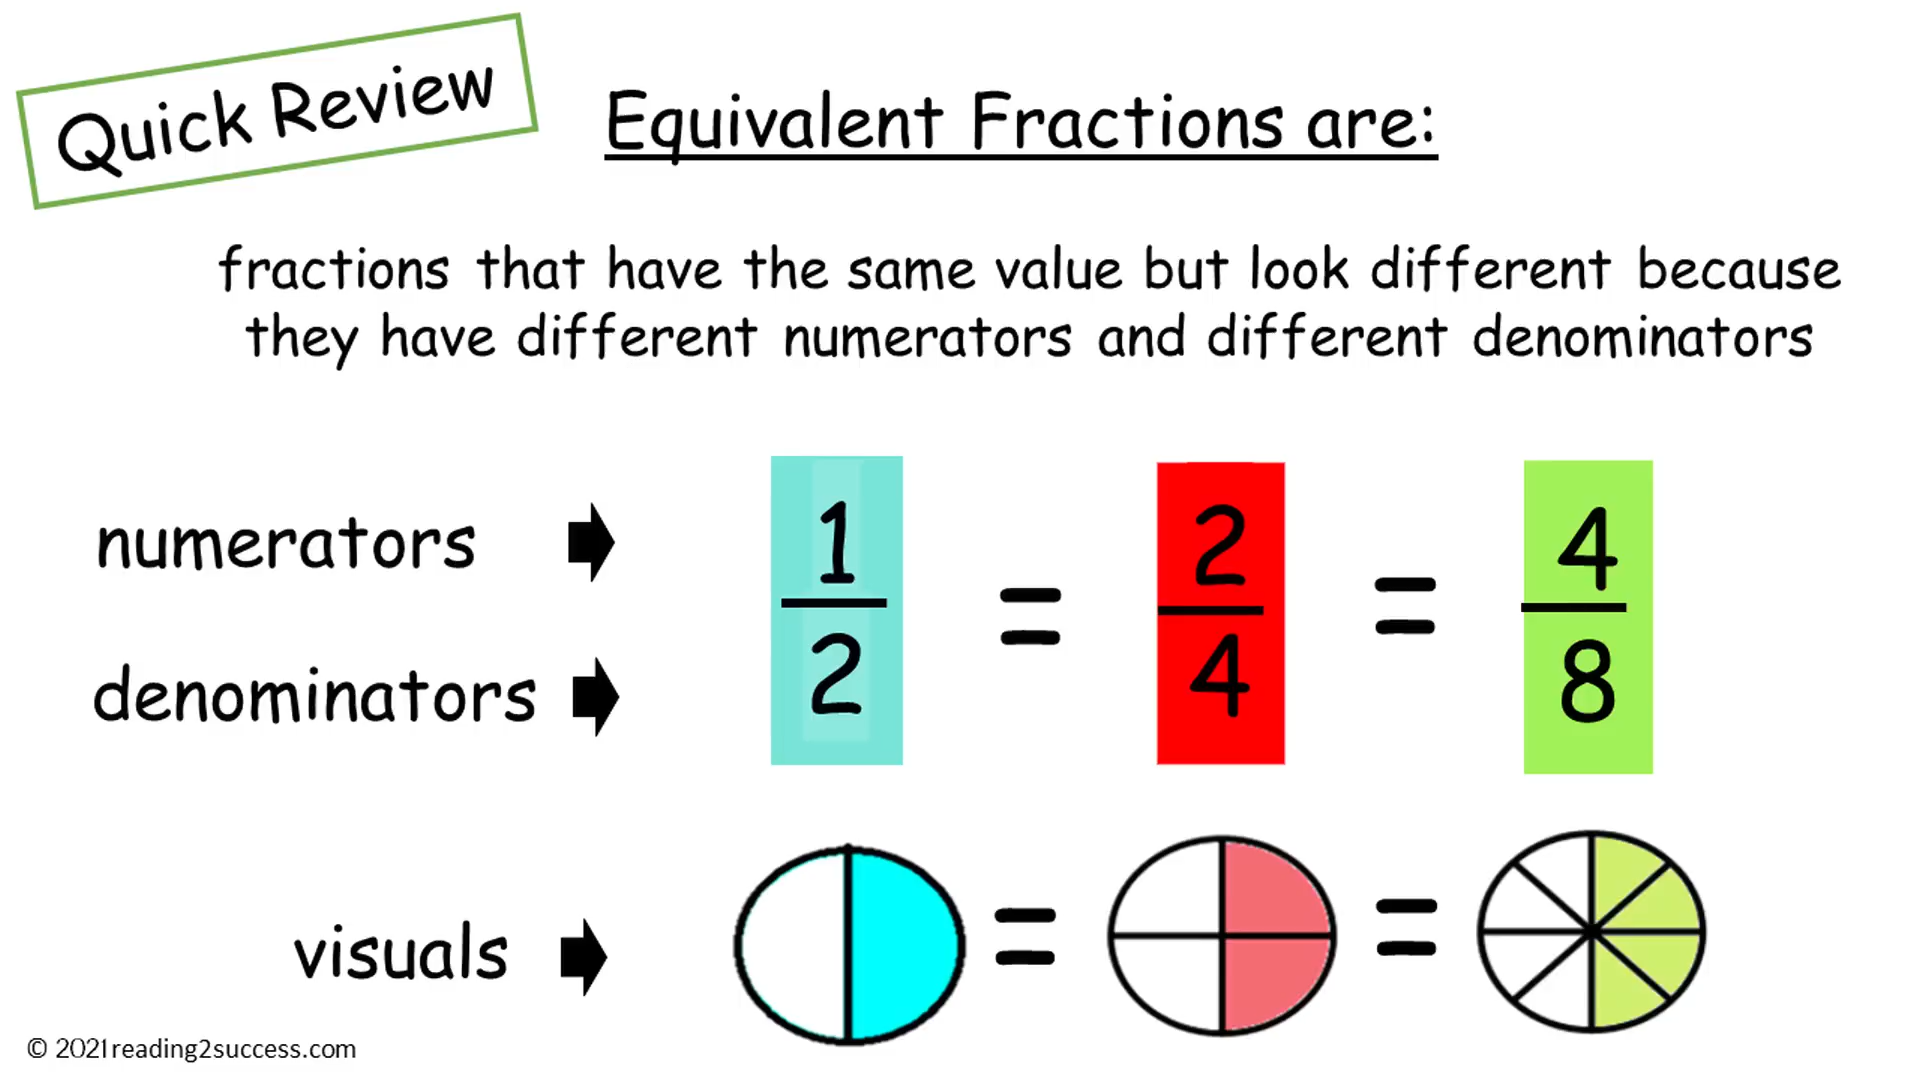 Quick Review
Equivalent Fractions are:
fractions that have the same value but look different because
they have different numerators and different denominators
numerators 1 2 4
= =
denominators 2 4 8
visuals = =
© 2021reading2success.com